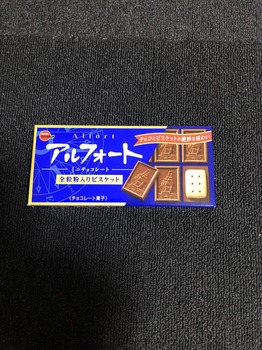 Alfort
チョコとビスケットの絶妙な味わい
アルフォート
ミニチョコレート
全粒粉入りビスケット
〈チョコレート菓子〉